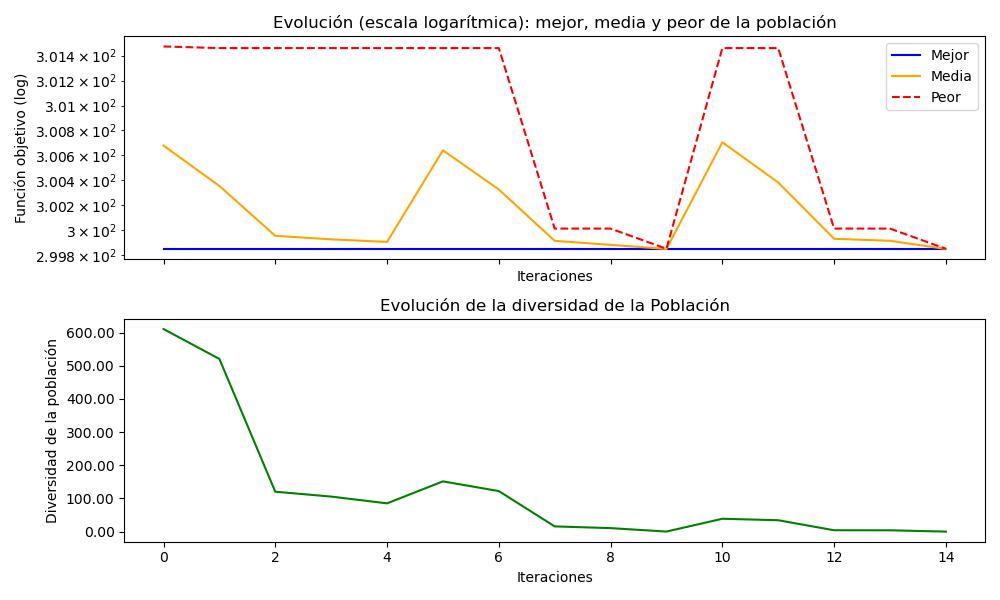 Evolución (escala logarítmica): mejor, media y peor de la población
3.014 × 10²
3.012 × 10²
3.01 × 10²
3.008 × 10²
3.006 × 10²
3.004 × 10²
3.002 × 10²
3 × 10²
2.998 × 10²
Función objetivo (log)
Mejor
Media
Peor
Iteraciones
Evolución de la diversidad de la Población
600.00
500.00
400.00
300.00
200.00
100.00
0.00
Diversidad de la población
0 2 4 6 8 10 12 14
Iteraciones